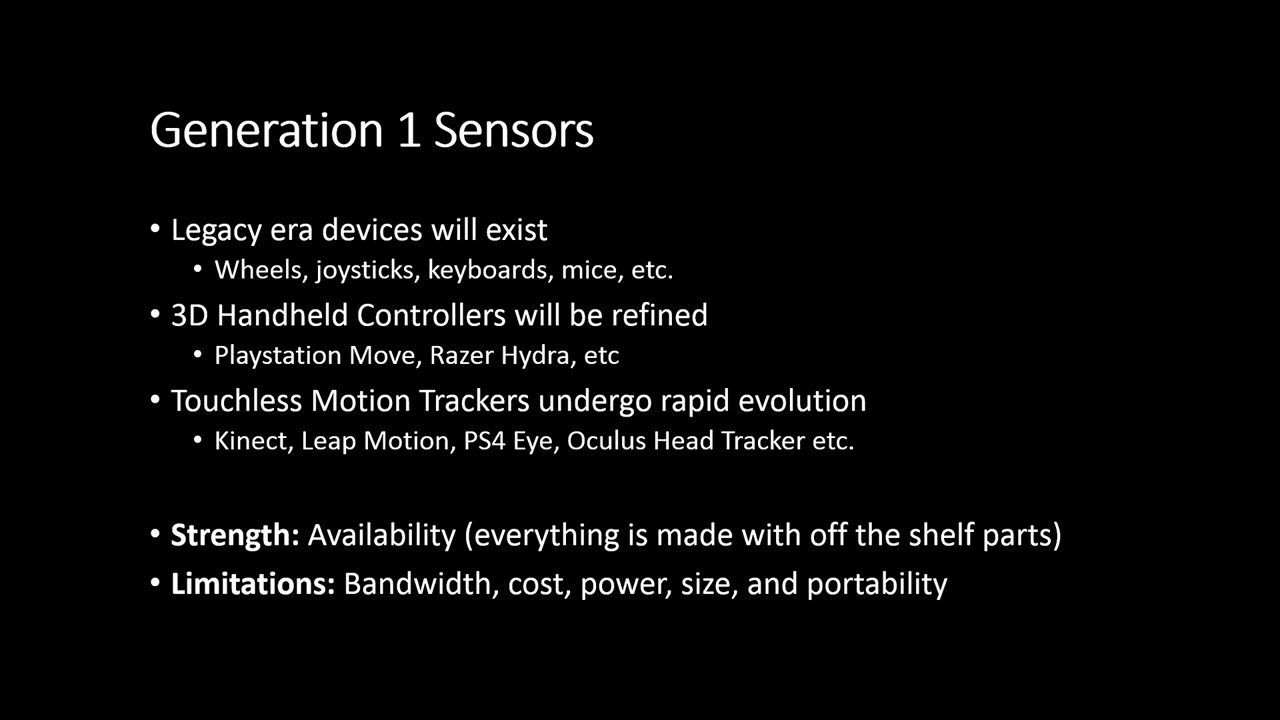 Generation 1 Sensors
• Legacy era devices will exist
• Wheels, joysticks, keyboards, mice, etc.
• 3D Handheld Controllers will be refined
• Playstation Move, Razer Hydra, etc
• Touchless Motion Trackers undergo rapid evolution
• Kinect, Leap Motion, PS4 Eye, Oculus Head Tracker etc.
• Strength: Availability (everything is made with off the shelf parts)
• Limitations: Bandwidth, cost, power, size, and portability